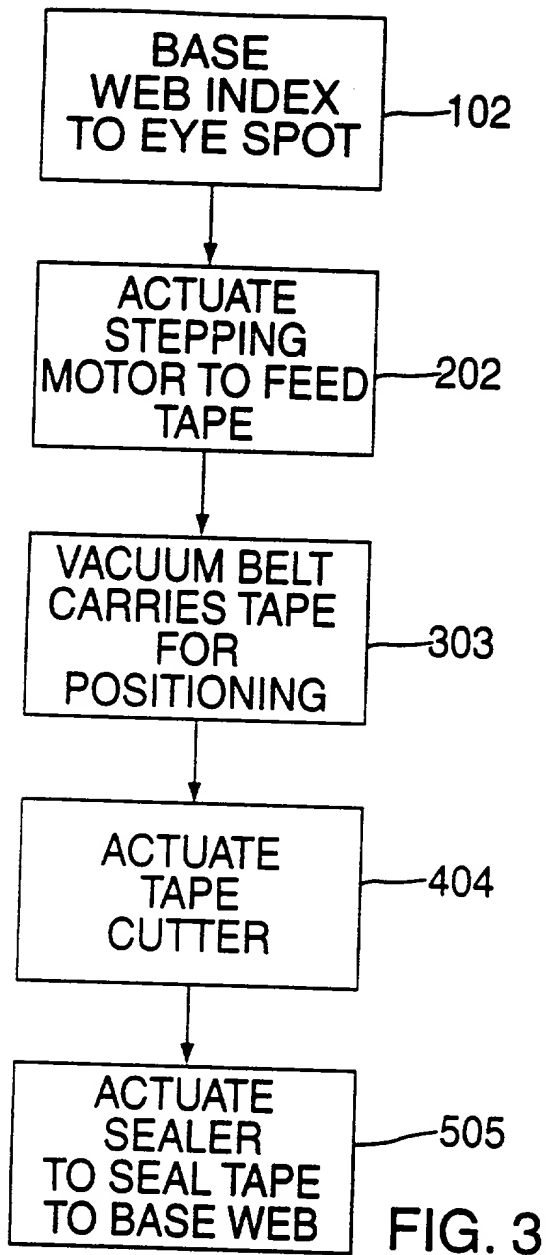 BASE
WEB INDEX
TO EYE SPOT
102
ACTUATE
STEPPING
MOTOR TO FEED
TAPE
202
VACUUM BELT
CARRIES TAPE
FOR
POSITIONING
303
ACTUATE
TAPE
CUTTER
404
ACTUATE
SEALER
TO SEAL TAPE
TO BASE WEB
505
FIG. 3